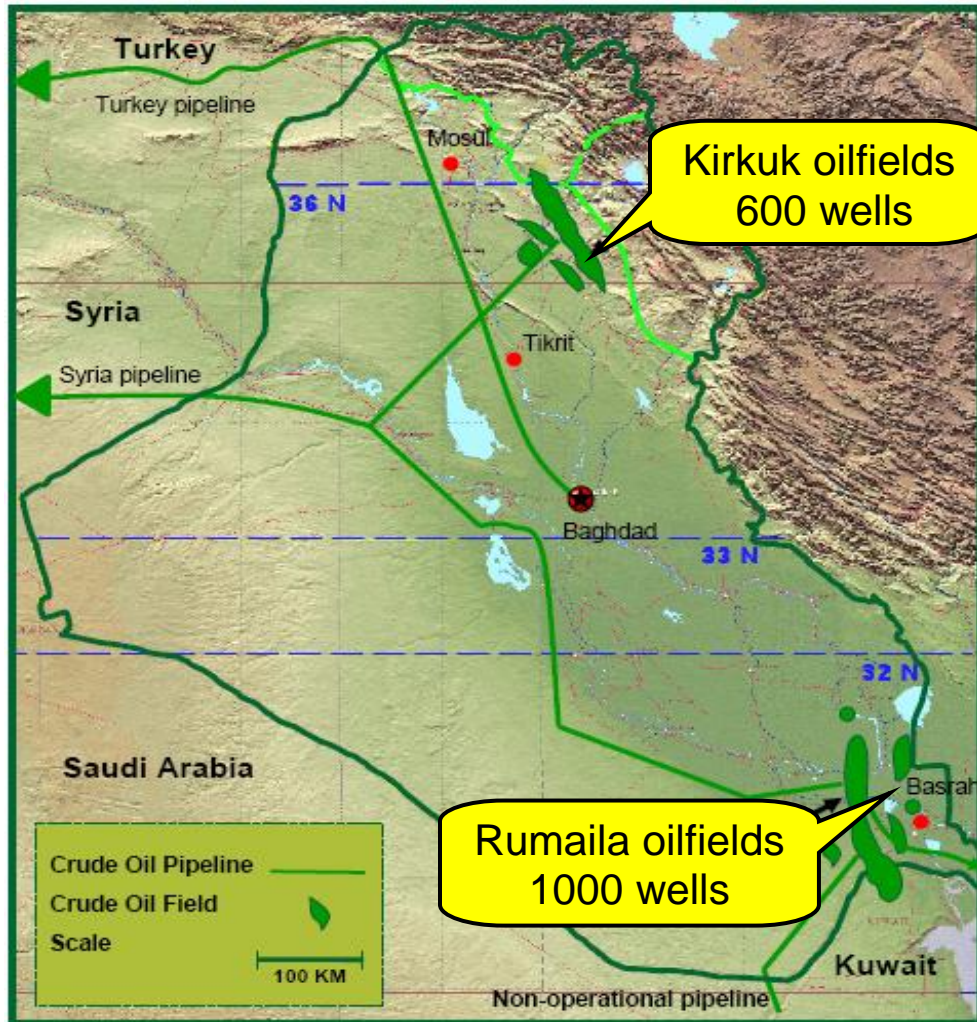 Turkey
Turkey pipeline
Mosul
Kirkuk oilfields
600 wells
36 N
Syria
Tikrit
Syria pipeline
Baghdad
33 N
32 N
Saudi Arabia
Basrah
Rumaila oilfields
1000 wells
Crude Oil Pipeline
Crude Oil Field
Scale
100 KM
Kuwait
Non-operational pipeline